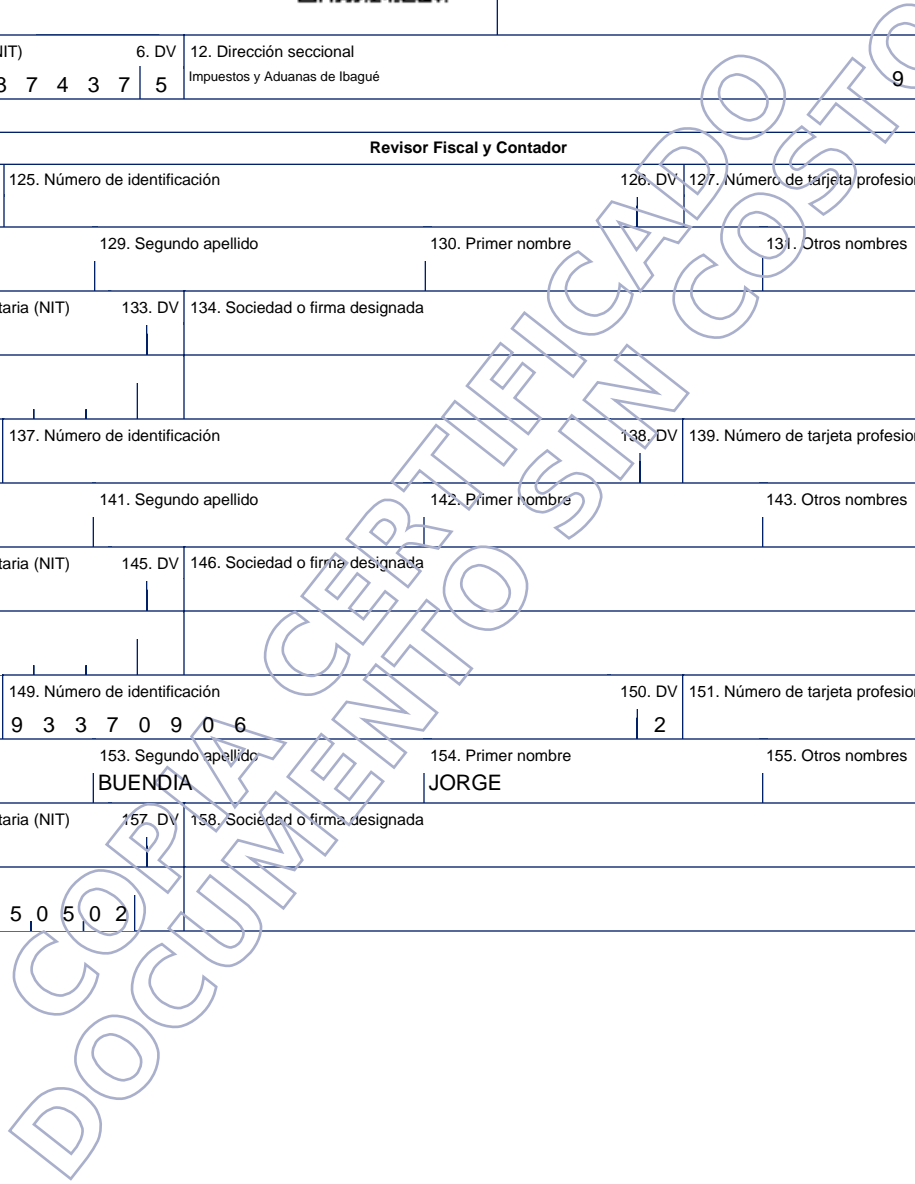 NIT) 6. DV 12. Dirección seccional
3 7 4 3 7 5 Impuestos y Aduanas de Ibagué 9
Revisor Fiscal y Contador
125. Número de identificación 126. DV 127. Número de tarjeta profesion
129. Segundo apellido 130. Primer nombre 131. Otros nombres
taria (NIT) 133. DV 134. Sociedad o firma designada
137. Número de identificación 138. DV 139. Número de tarjeta profesion
141. Segundo apellido 142. Primer nombre 143. Otros nombres
taria (NIT) 145. DV 146. Sociedad o firma designada
149. Número de identificación 150. DV 151. Número de tarjeta profesion
9 3 3 7 0 9 0 6 2
153. Segundo apellido 154. Primer nombre 155. Otros nombres
BUENDIA JORGE
taria (NIT) 157. DV 158. Sociedad o firma designada
5 0 5 0 2
COPIA CERTIFICADO
DOCUMENTO SIN COSTO